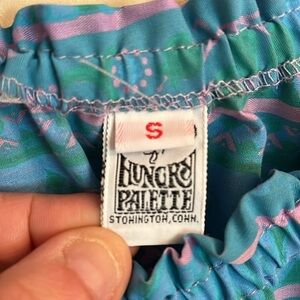 S
HUNGRY
PALETTE
STONINGTON, CONN.